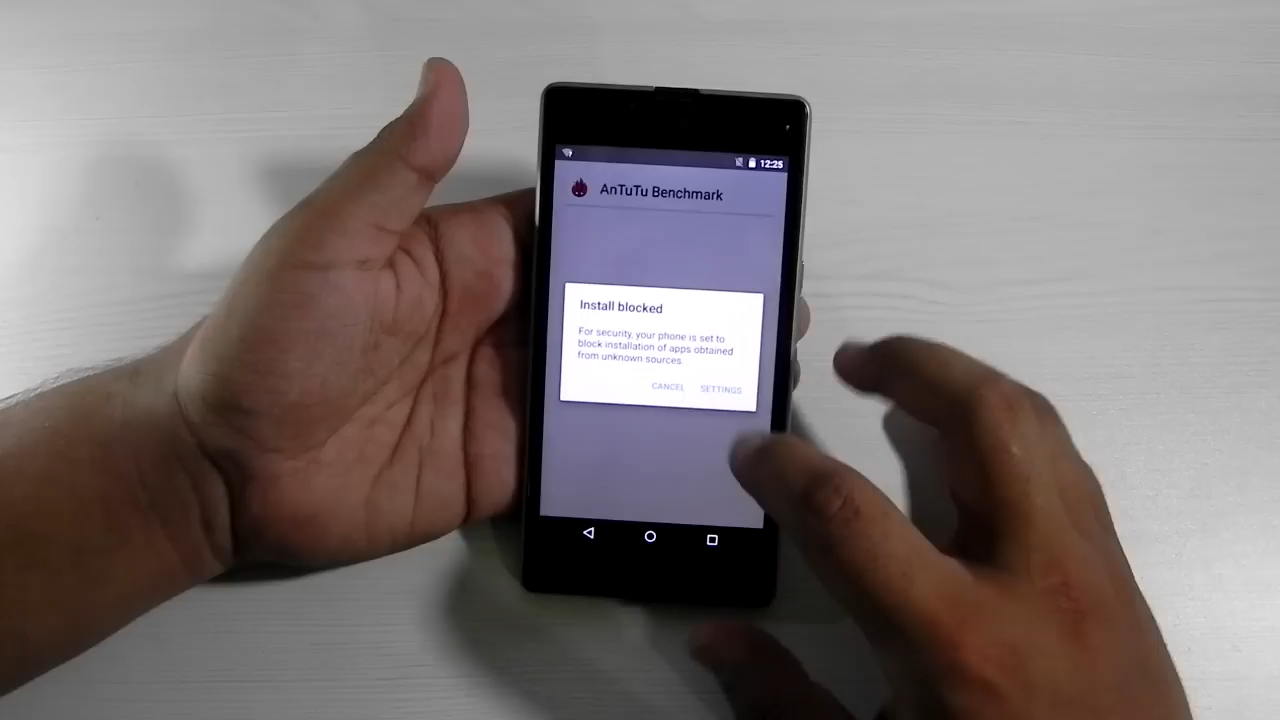 12:25
AnTuTu Benchmark
Install blocked
For security, your phone is set to
block installation of apps obtained
from unknown sources.
CANCEL SETTINGS